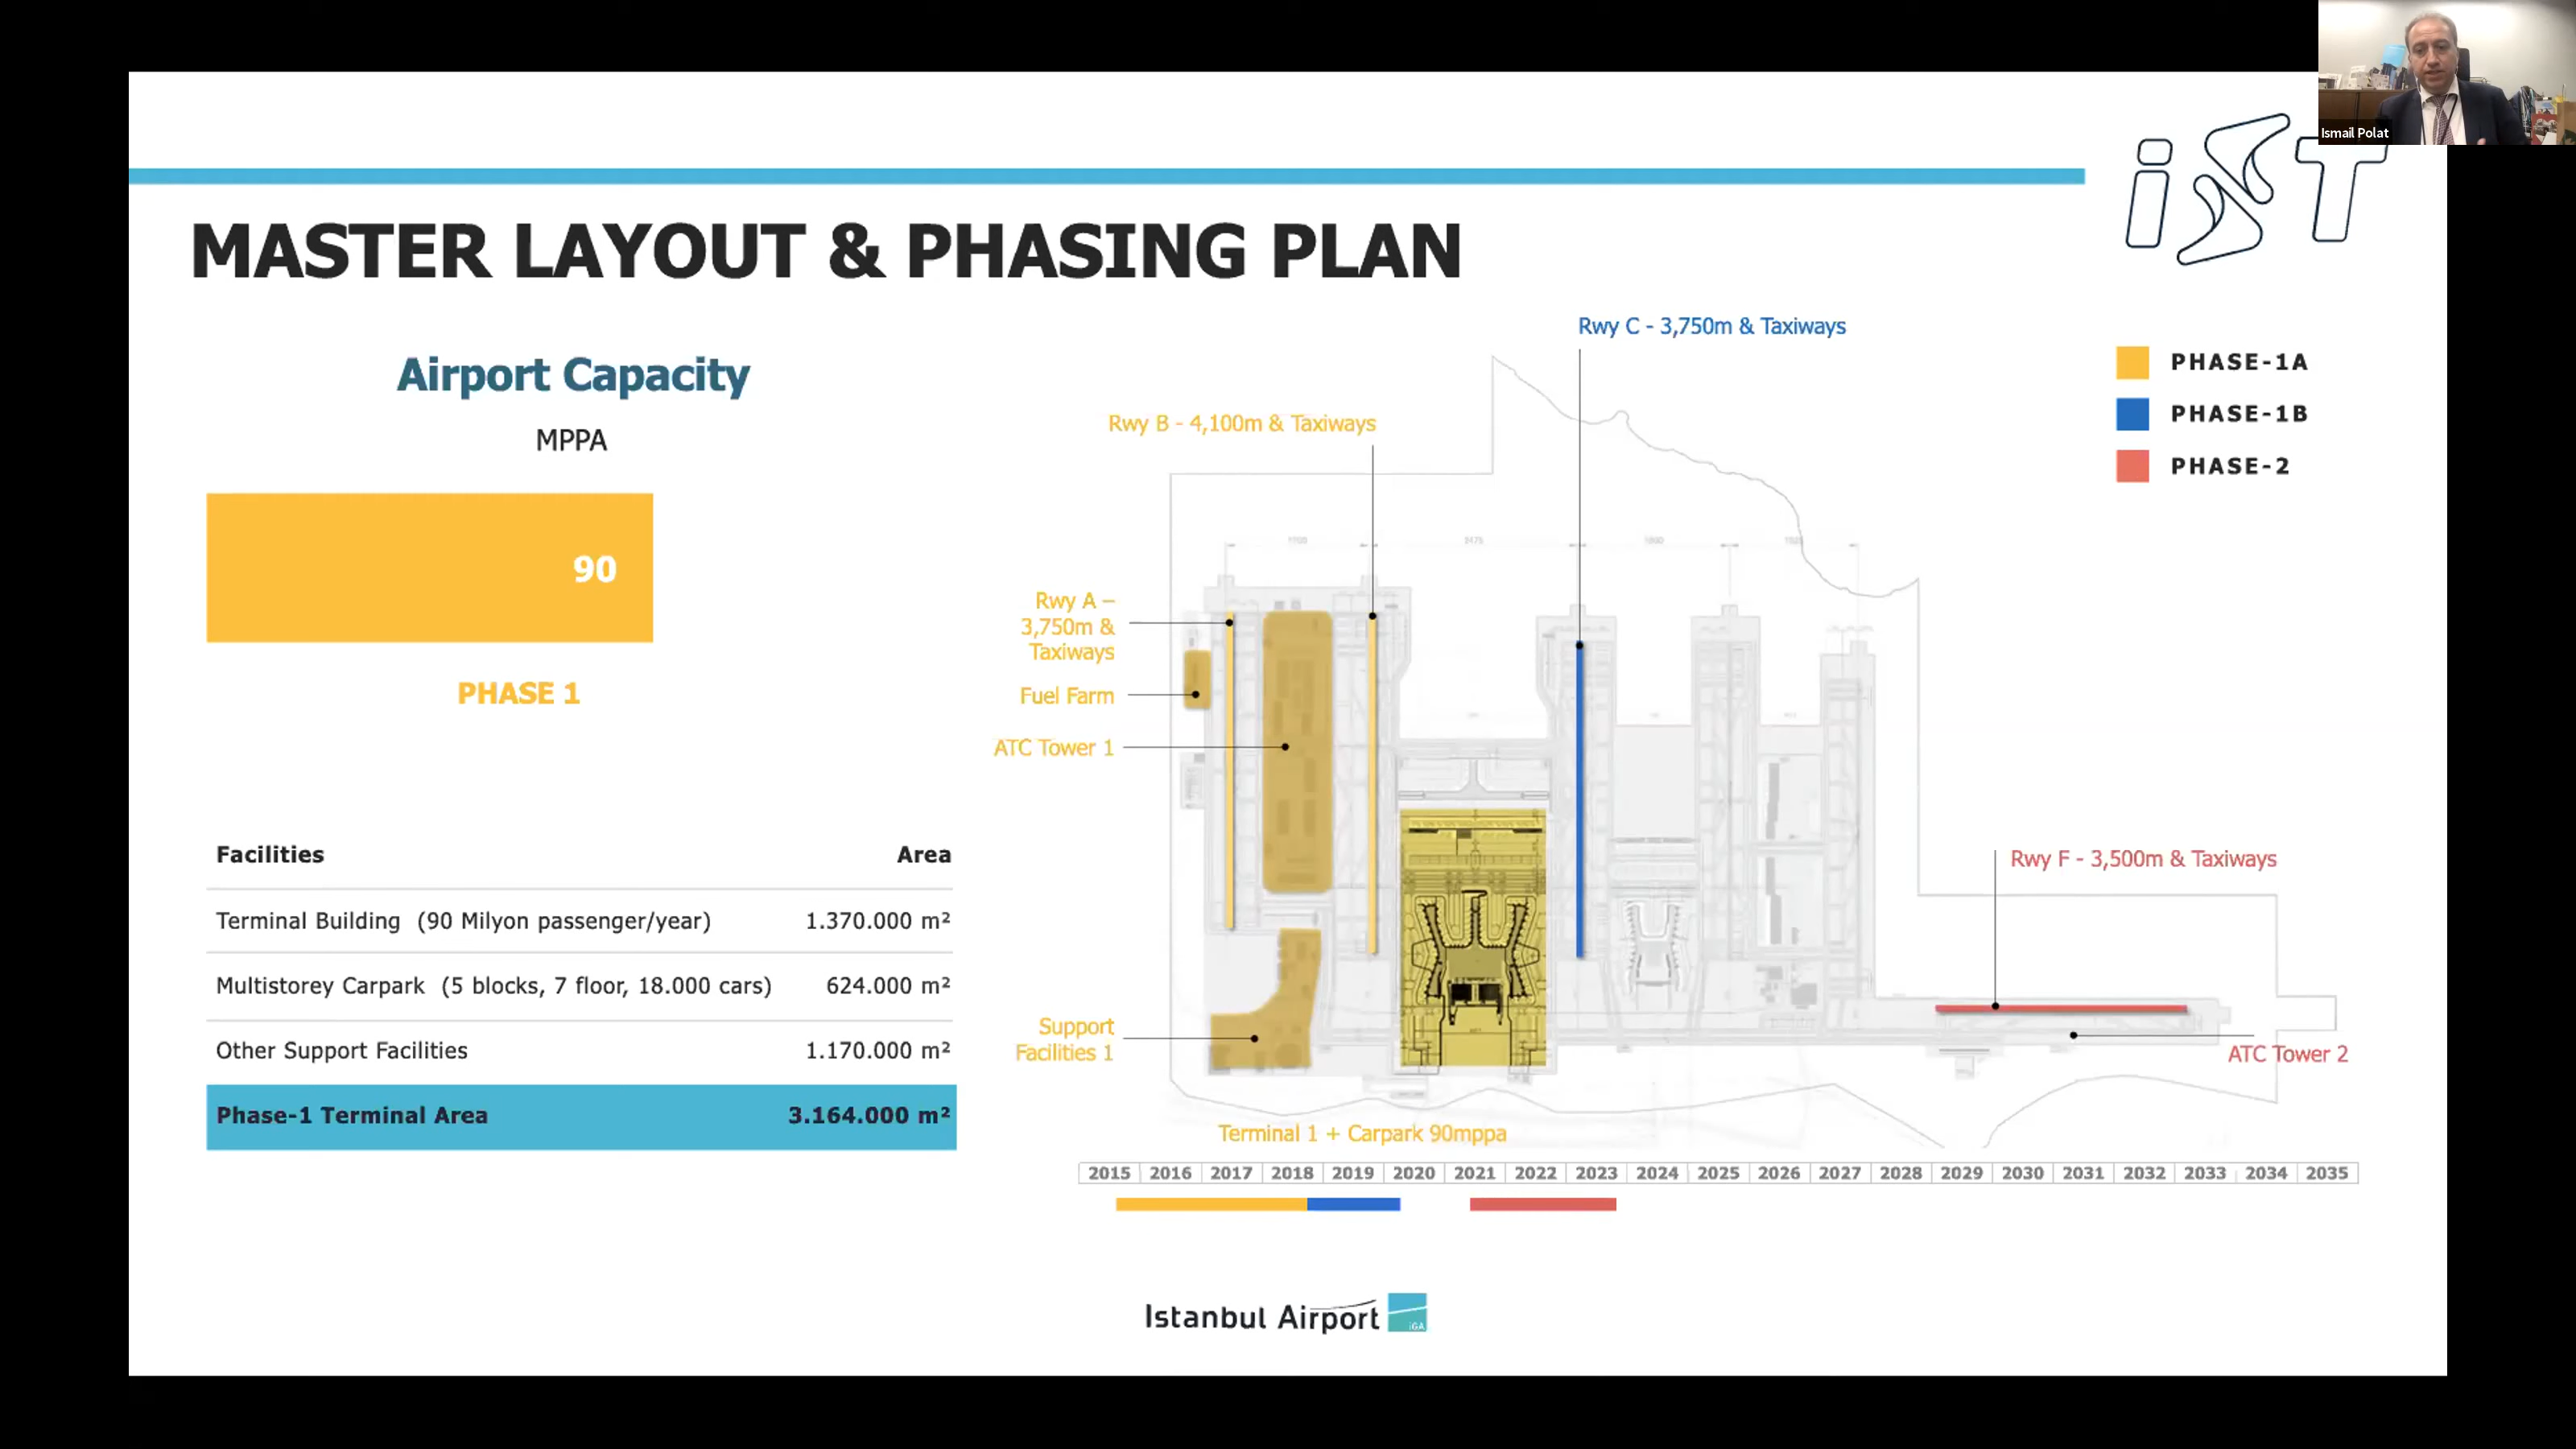 Ismail Polat
iST
MASTER LAYOUT & PHASING PLAN
Airport Capacity
MPPA
90
PHASE 1
Facilities Area
Terminal Building (90 Milyon passenger/year) 1.370.000 m²
Multistorey Carpark (5 blocks, 7 floor, 18.000 cars) 624.000 m²
Other Support Facilities 1.170.000 m²
Phase-1 Terminal Area 3.164.000 m²
Rwy C - 3,750m & Taxiways
Rwy B - 4,100m & Taxiways
PHASE-1A
PHASE-1B
PHASE-2
Rwy A –
3,750m &
Taxiways
Fuel Farm
ATC Tower 1
Rwy F - 3,500m & Taxiways
Support
Facilities 1
ATC Tower 2
Terminal 1 + Carpark 90mppa
2015 2016 2017 2018 2019 2020 2021 2022 2023 2024 2025 2026 2027 2028 2029 2030 2031 2032 2033 2034 2035
Istanbul Airport
iGA